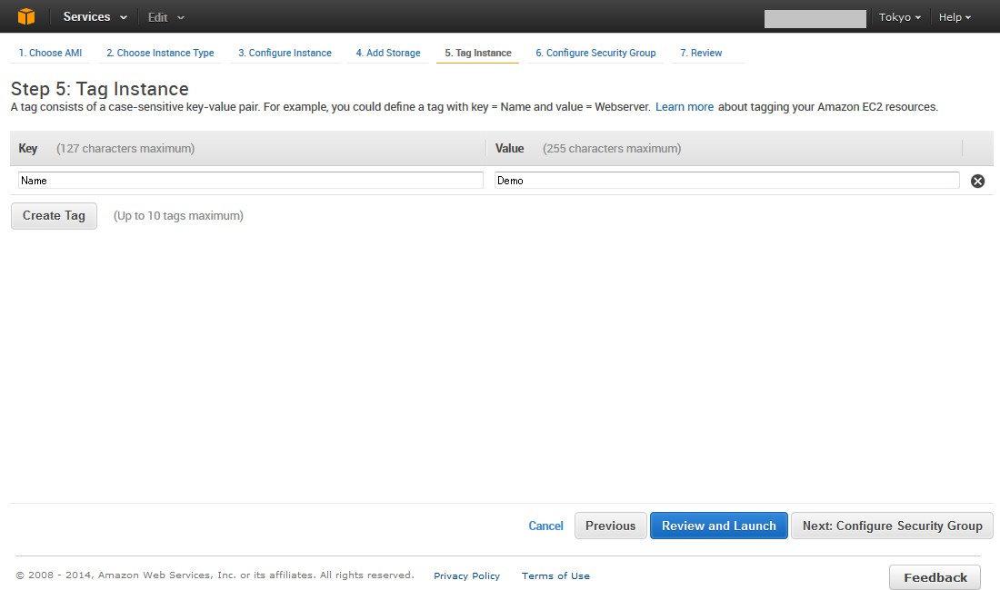 Services Edit Tokyo Help
1. Choose AMI 2. Choose Instance Type 3. Configure Instance 4. Add Storage 5. Tag Instance 6. Configure Security Group 7. Review
Step 5: Tag Instance
A tag consists of a case-sensitive key-value pair. For example, you could define a tag with key = Name and value = Webserver. Learn more about tagging your Amazon EC2 resources.
Key (127 characters maximum) Value (255 characters maximum)
Name Demo
Create Tag (Up to 10 tags maximum)
Cancel Previous Review and Launch Next: Configure Security Group
© 2008 - 2014, Amazon Web Services, Inc. or its affiliates. All rights reserved. Privacy Policy Terms of Use Feedback